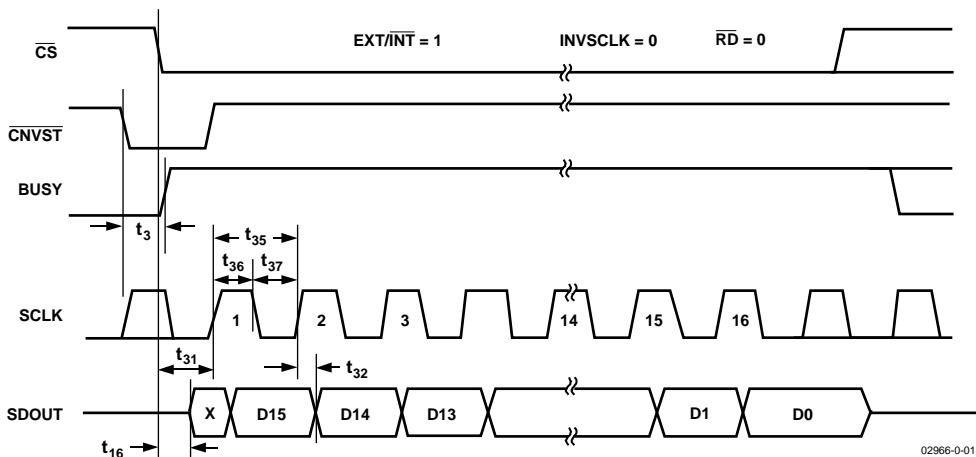 EXT/INT = 1 INVSCLK = 0 RD = 0
CS
CNVST
BUSY
t3
t35
t36 t37
SCLK
1 2 3 14 15 16
t31
t32
SDOUT
X D15 D14 D13 D1 D0
t16
02966-0-01